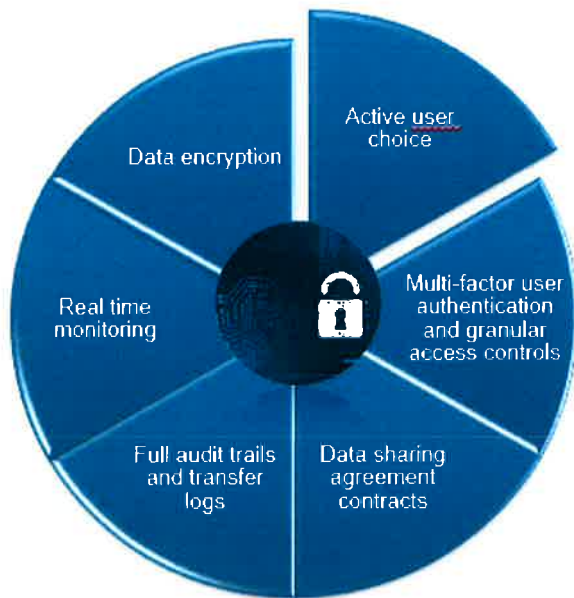 Active user
choice
Multi-factor user
authentication
and granular
access controls
Data sharing
agreement
contracts
Full audit trails
and transfer
logs
Real time
monitoring
Data encryption